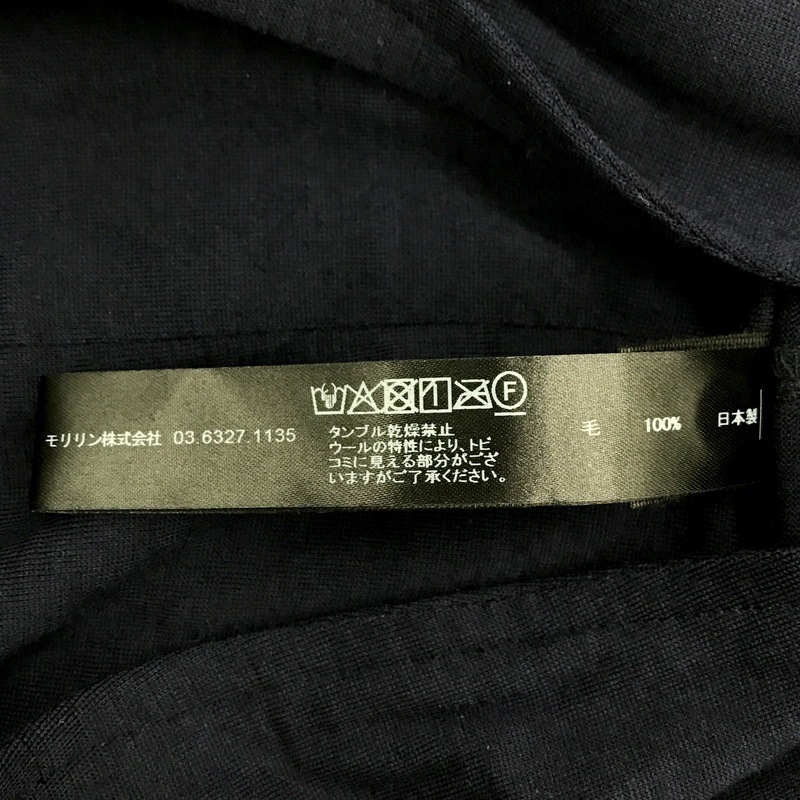 モリリン株式会社 03.6327.1135
F
タンブル乾燥禁止
ウールの特性により、トビ
コミに見える部分がござ
いますがご了承ください。
毛 100% 日本製